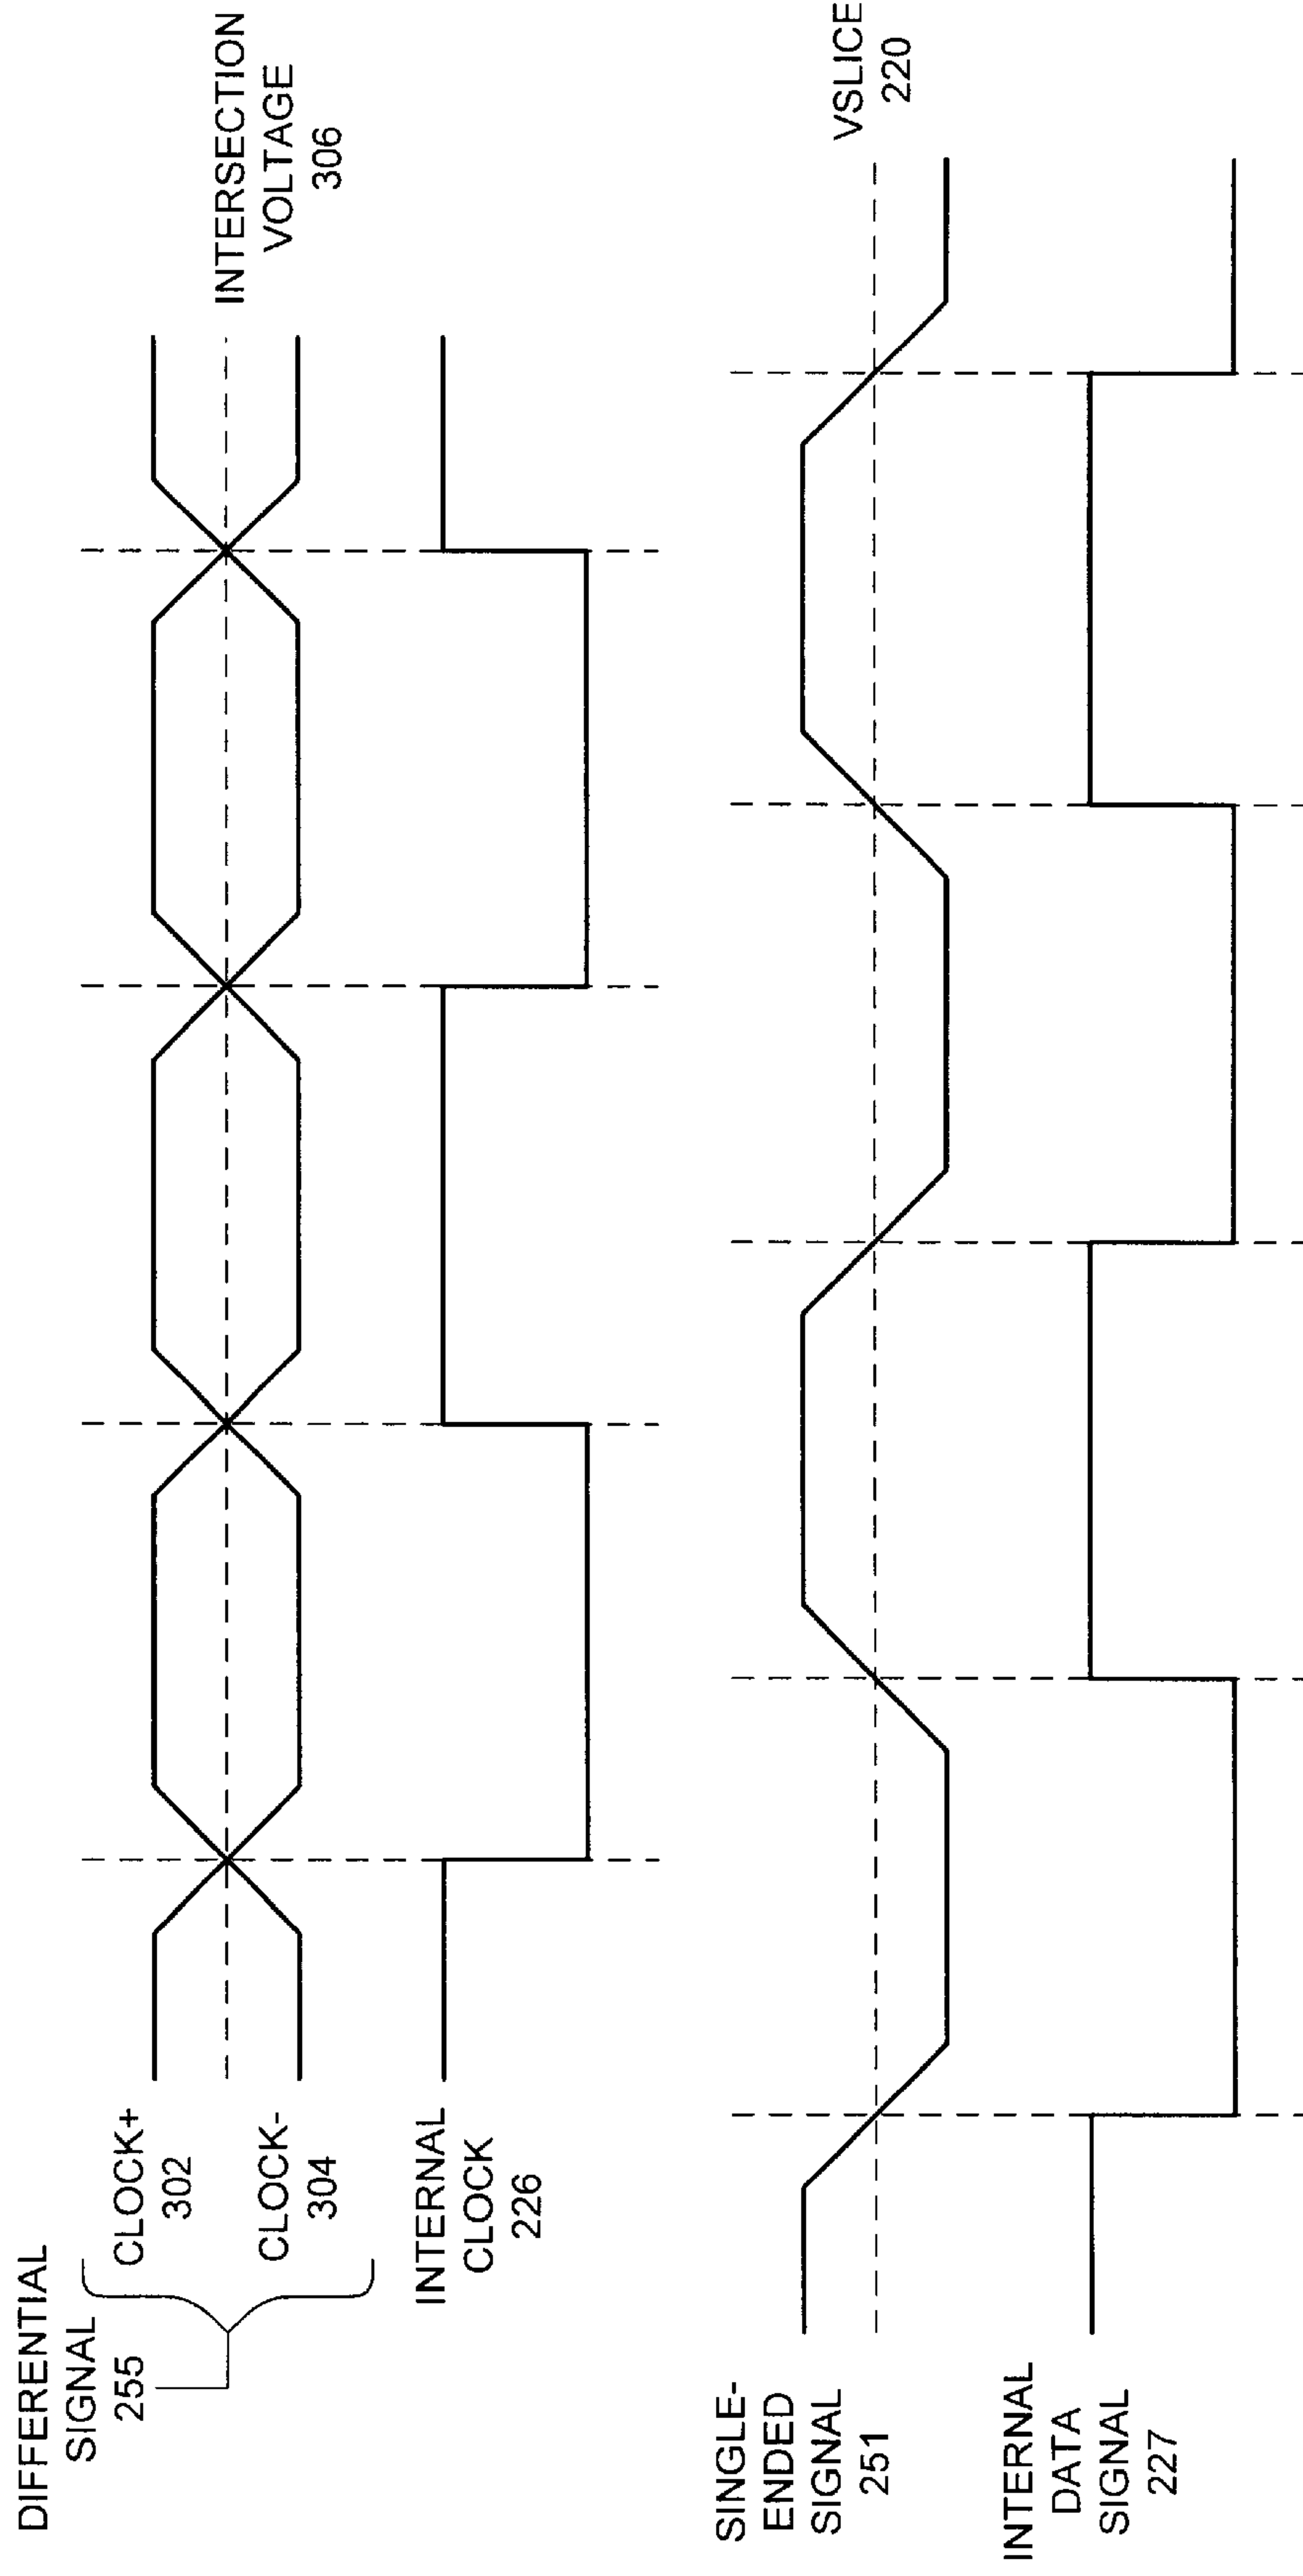 DIFFERENTIAL
SIGNAL
255
CLOCK+
302
CLOCK-
304
INTERSECTION
VOLTAGE
306
INTERNAL
CLOCK
226
SINGLE-
ENDED
SIGNAL
251
VSLICE
220
INTERNAL
DATA
SIGNAL
227